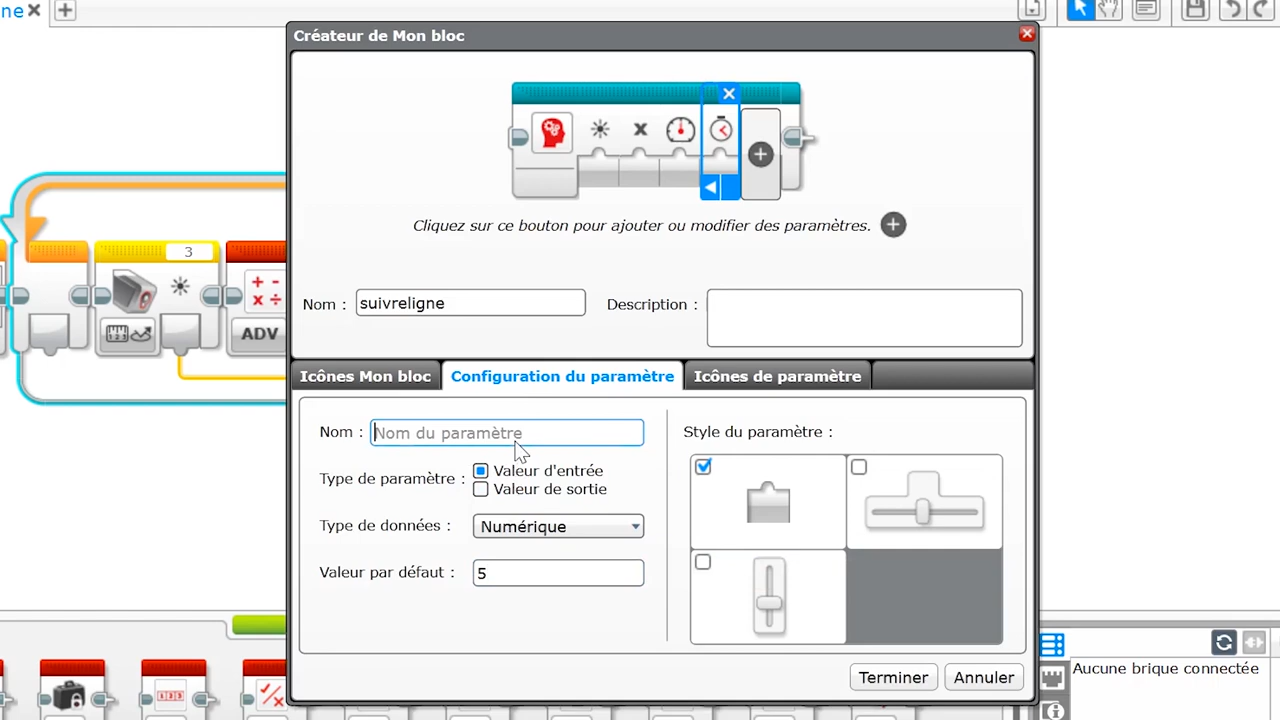 ne
Créateur de Mon bloc
Cliquez sur ce bouton pour ajouter ou modifier des paramètres.
Nom :
suivreligne
Description :
3
ADV
Icônes Mon bloc
Configuration du paramètre
Icônes de paramètre
Nom :
Nom du paramètre
Type de paramètre :
Valeur d'entrée
Valeur de sortie
Type de données :
Numérique
Valeur par défaut :
5
Style du paramètre :
Terminer
Annuler
Aucune brique connectée